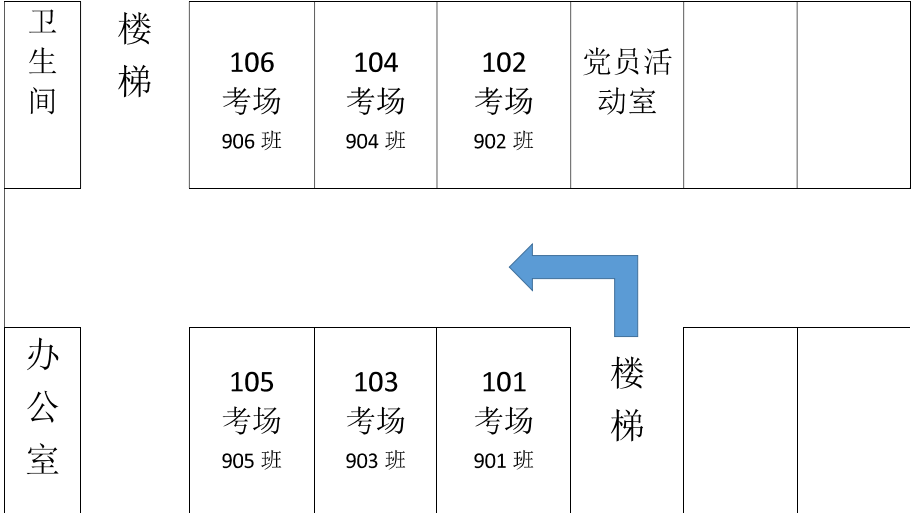 卫生间
楼梯
106
考场
906 班
104
考场
904 班
102
考场
902 班
党员活
动室
办公室
105
考场
905 班
103
考场
903 班
101
考场
901 班
楼梯